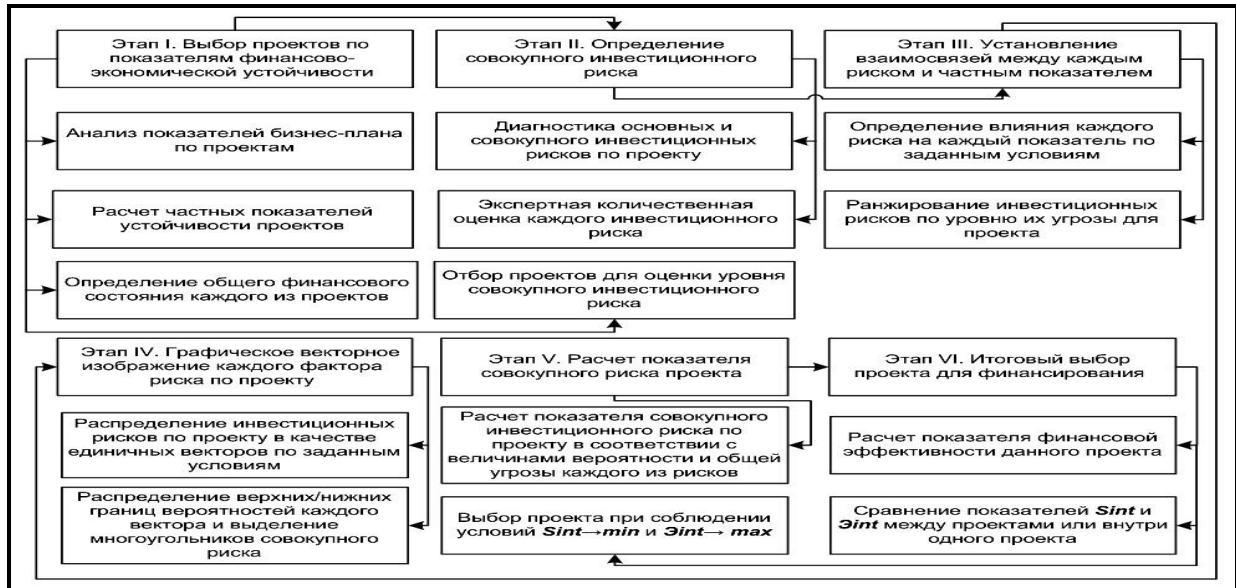 Этап I. Выбор проектов по
показателям финансово-
экономической устойчивости
Анализ показателей бизнес-плана
по проектам
Расчет частных показателей
устойчивости проектов
Определение общего финансового
состояния каждого из проектов
Этап II. Определение
совокупного инвестиционного
риска
Диагностика основных и
совокупного инвестиционных
рисков по проекту
Экспертная количественная
оценка каждого инвестиционного
риска
Отбор проектов для оценки уровня
совокупного инвестиционного
риска
Этап III. Установление
взаимосвязей между каждым
риском и частным показателем
Определение влияния каждого
риска на каждый показатель по
заданным условиям
Ранжирование инвестиционных
рисков по уровню их угрозы для
проекта
Этап IV. Графическое векторное
изображение каждого фактора
риска по проекту
Распределение инвестиционных
рисков по проекту в качестве
единичных векторов по заданным
условиям
Распределение верхних/нижних
границ вероятностей каждого
вектора и выделение
многоугольников совокупного
риска
Этап V. Расчет показателя
совокупного риска проекта
Расчет показателя совокупного
инвестиционного риска по
проекту в соответствии с
величинами вероятности и общей
угрозы каждого из рисков
Выбор проекта при соблюдении
условий Sint→min и Эint→ max
Этап VI. Итоговый выбор
проекта для финансирования
Расчет показателя финансовой
эффективности данного проекта
Сравнение показателей Sint и
Эint между проектами или внутри
одного проекта